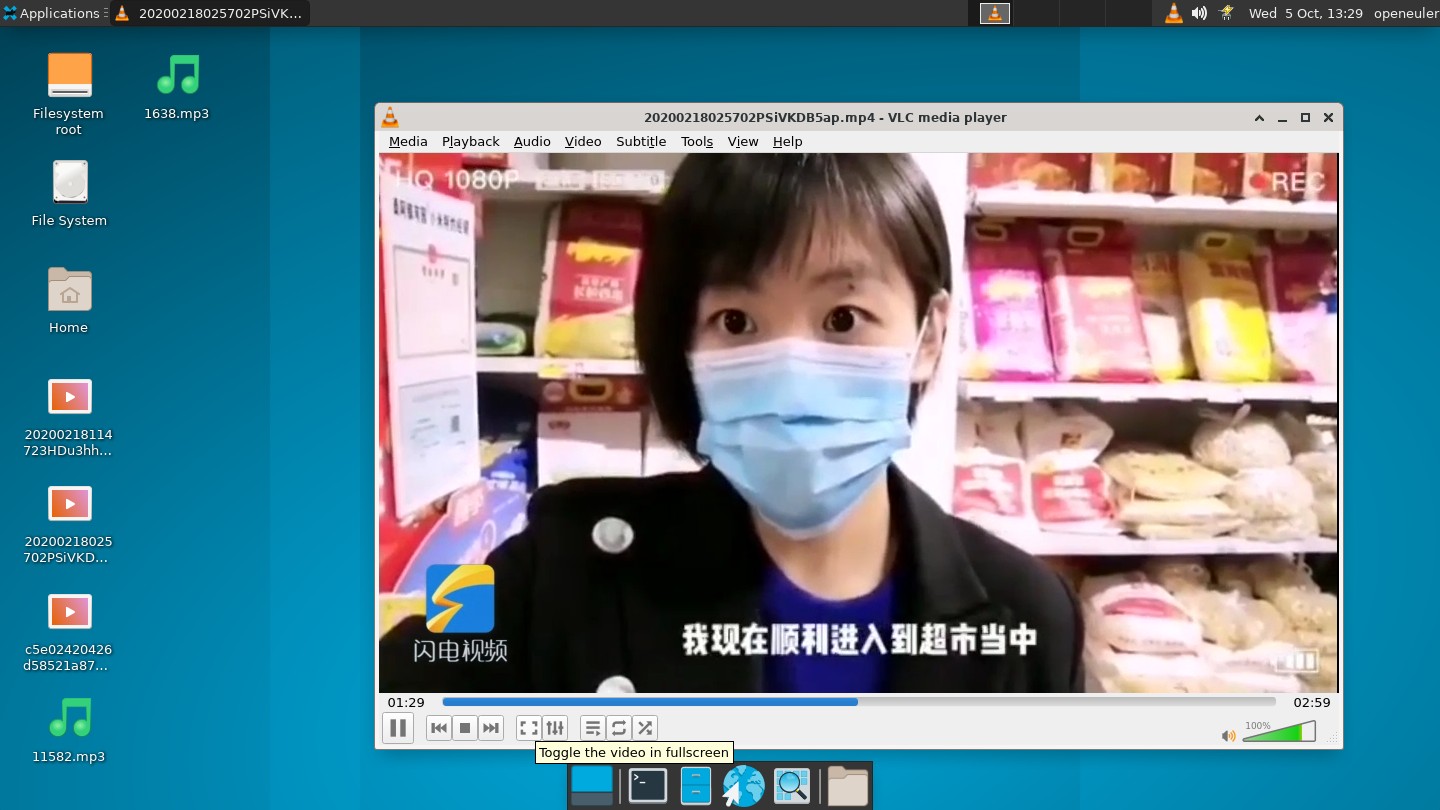 Applications
20200218025702PSiVK...
Wed 5 Oct, 13:29
openeuler
Filesystem
root
1638.mp3
File System
Home
20200218114
723HDu3hh...
20200218025
702PSiVKD...
c5e02420426
d58521a87...
11582.mp3
20200218025702PSiVKDB5ap.mp4 - VLC media player
Media Playback Audio Video Subtitle Tools View Help
HQ 1080P
REC
闪电视频
我现在顺利进入到超市当中
01:29
02:59
100%
Toggle the video in fullscreen